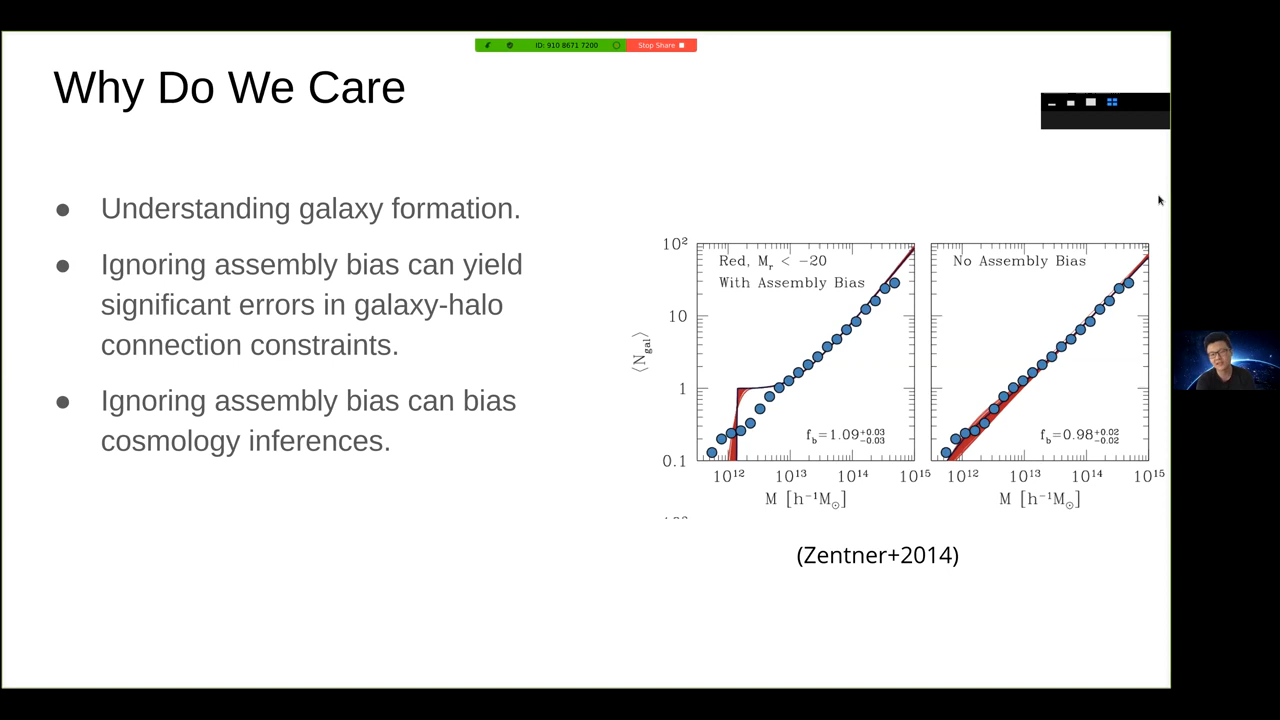 ID: 910 8671 7200
Stop Share
Why Do We Care
● Understanding galaxy formation.
● Ignoring assembly bias can yield
significant errors in galaxy-halo
connection constraints.
● Ignoring assembly bias can bias
cosmology inferences.
⟨N_gal⟩
10²
10
1
0.1
Red, M_r < −20
With Assembly Bias
f_b=1.09+0.03 −0.03
10¹² 10¹³ 10¹⁴ 10¹⁵
M [h⁻¹M_⊙]
No Assembly Bias
f_b=0.98+0.02 −0.02
10¹² 10¹³ 10¹⁴ 10¹⁵
M [h⁻¹M_⊙]
(Zentner+2014)